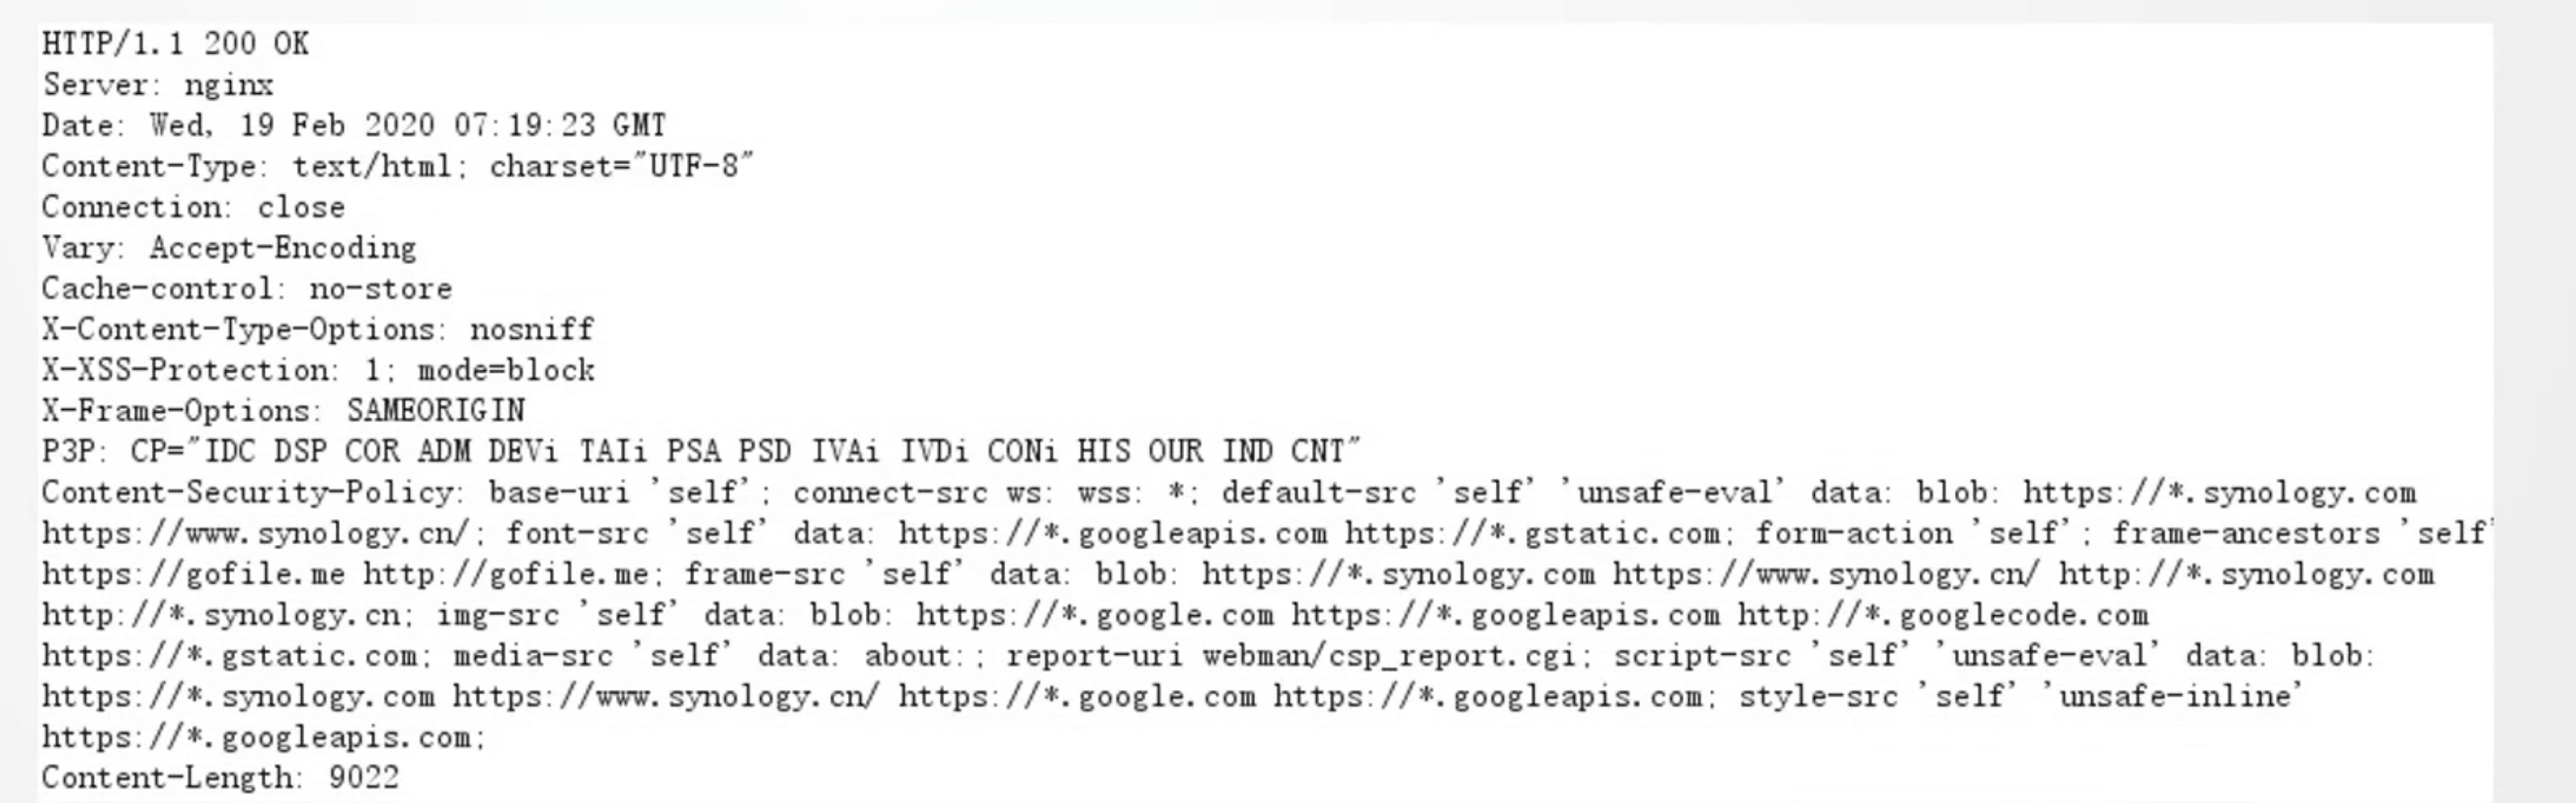 HTTP/1.1 200 OK
Server: nginx
Date: Wed, 19 Feb 2020 07:19:23 GMT
Content-Type: text/html; charset="UTF-8"
Connection: close
Vary: Accept-Encoding
Cache-control: no-store
X-Content-Type-Options: nosniff
X-XSS-Protection: 1; mode=block
X-Frame-Options: SAMEORIGIN
P3P: CP="IDC DSP COR ADM DEVi TAIi PSA PSD IVAi IVDi CONi HIS OUR IND CNT"
Content-Security-Policy: base-uri 'self'; connect-src ws: wss: *; default-src 'self' 'unsafe-eval' data: blob: https://*.synology.com
https://www.synology.cn/; font-src 'self' data: https://*.googleapis.com https://*.gstatic.com; form-action 'self'; frame-ancestors 'self'
https://gofile.me http://gofile.me; frame-src 'self' data: blob: https://*.synology.com https://www.synology.cn/ http://*.synology.com
http://*.synology.cn; img-src 'self' data: blob: https://*.google.com https://*.googleapis.com http://*.googlecode.com
https://*.gstatic.com; media-src 'self' data: about:; report-uri webman/csp_report.cgi; script-src 'self' 'unsafe-eval' data: blob:
https://*.synology.com https://www.synology.cn/ https://*.google.com https://*.googleapis.com; style-src 'self' 'unsafe-inline'
https://*.googleapis.com;
Content-Length: 9022